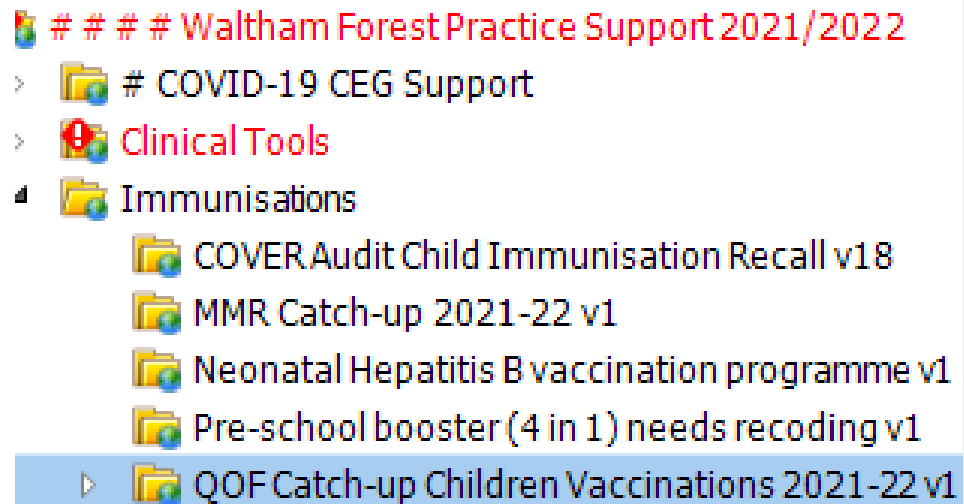 # # # # Waltham Forest Practice Support 2021/2022
# COVID-19 CEG Support
Clinical Tools
Immunisations
COVER Audit Child Immunisation Recall v18
MMR Catch-up 2021-22 v1
Neonatal Hepatitis B vaccination programme v1
Pre-school booster (4 in 1) needs recoding v1
QOF Catch-up Children Vaccinations 2021-22 v1